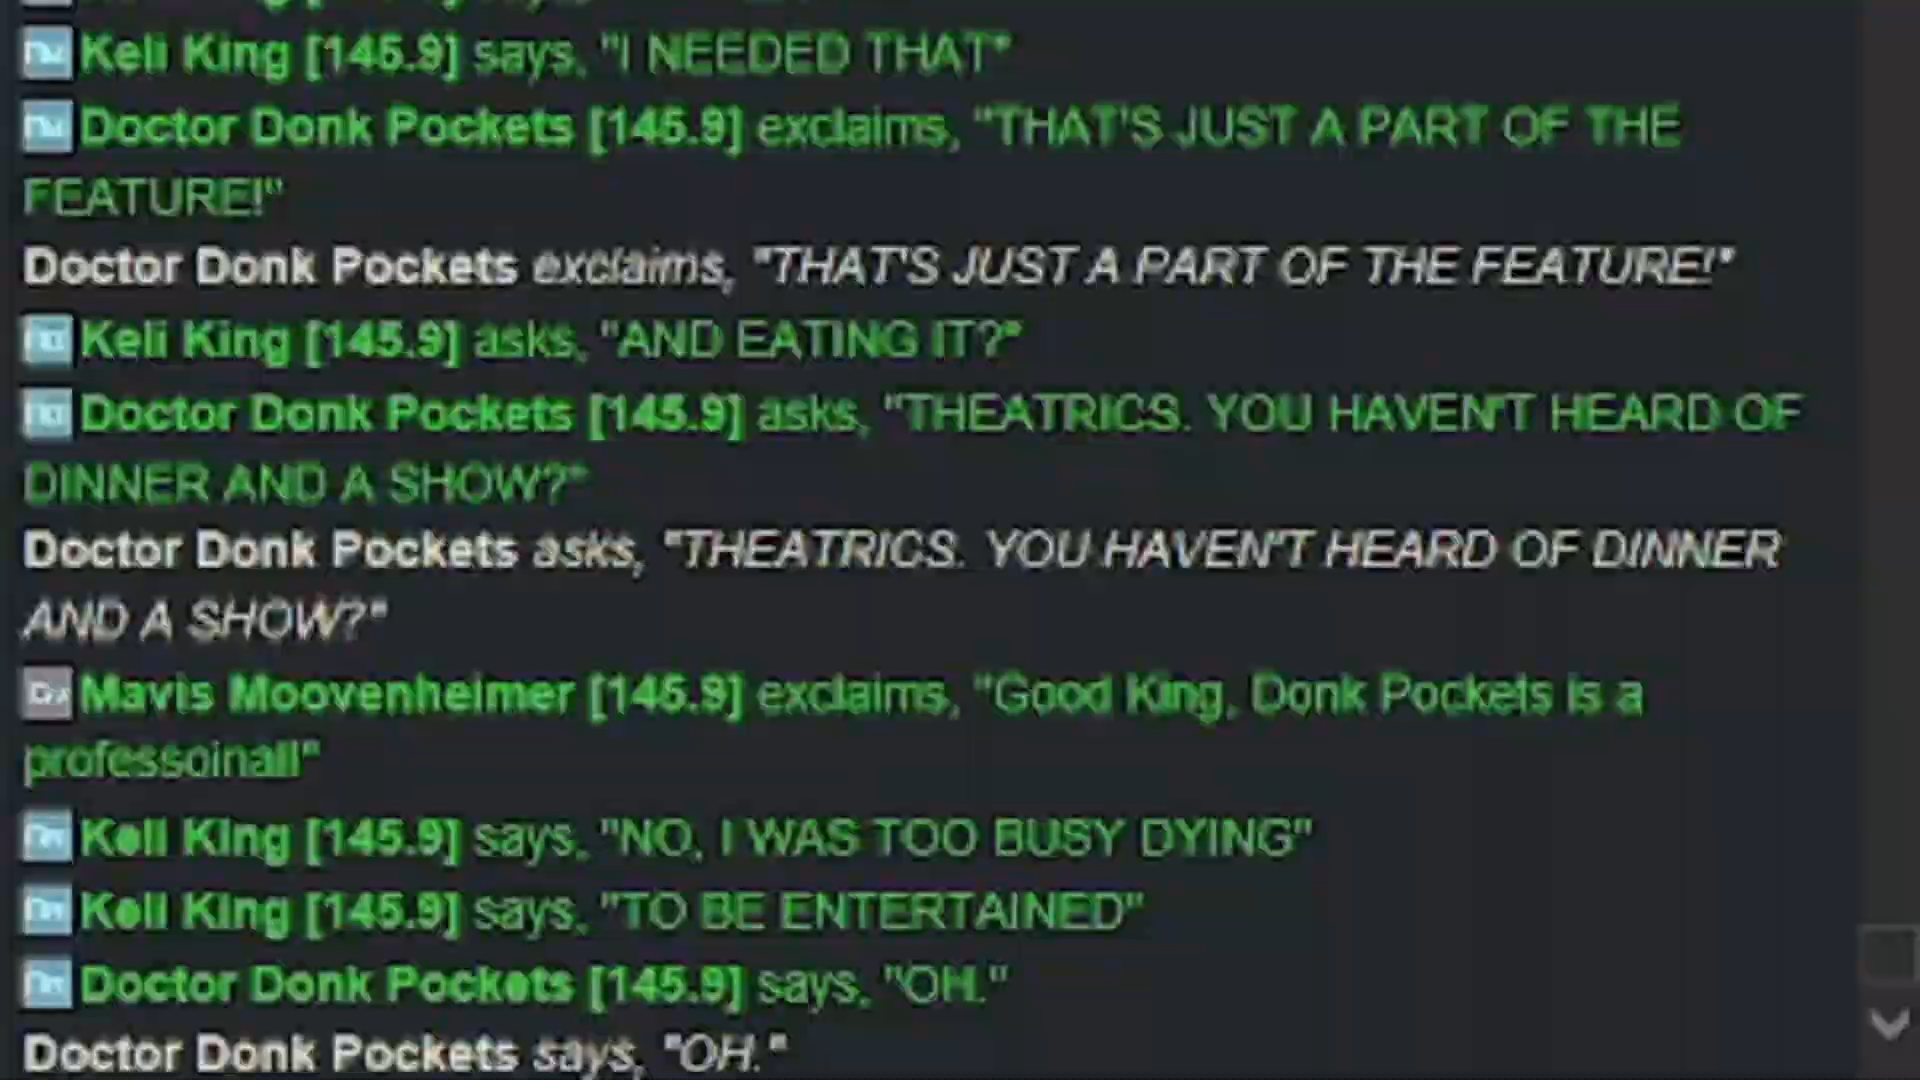 Keli King [145.9] says, "I NEEDED THAT"
Doctor Donk Pockets [145.9] exclaims, "THAT'S JUST A PART OF THE
FEATURE!"
Doctor Donk Pockets exclaims, "THAT'S JUST A PART OF THE FEATURE!"
Keli King [145.9] asks, "AND EATING IT?"
Doctor Donk Pockets [145.9] asks, "THEATRICS. YOU HAVEN'T HEARD OF
DINNER AND A SHOW?"
Doctor Donk Pockets asks, "THEATRICS. YOU HAVEN'T HEARD OF DINNER
AND A SHOW?"
Mavis Moovenheimer [145.9] exclaims, "Good King, Donk Pockets is a
professoinal!"
Keli King [145.9] says, "NO, I WAS TOO BUSY DYING"
Keli King [145.9] says, "TO BE ENTERTAINED"
Doctor Donk Pockets [145.9] says, "OH."
Doctor Donk Pockets says, "OH."